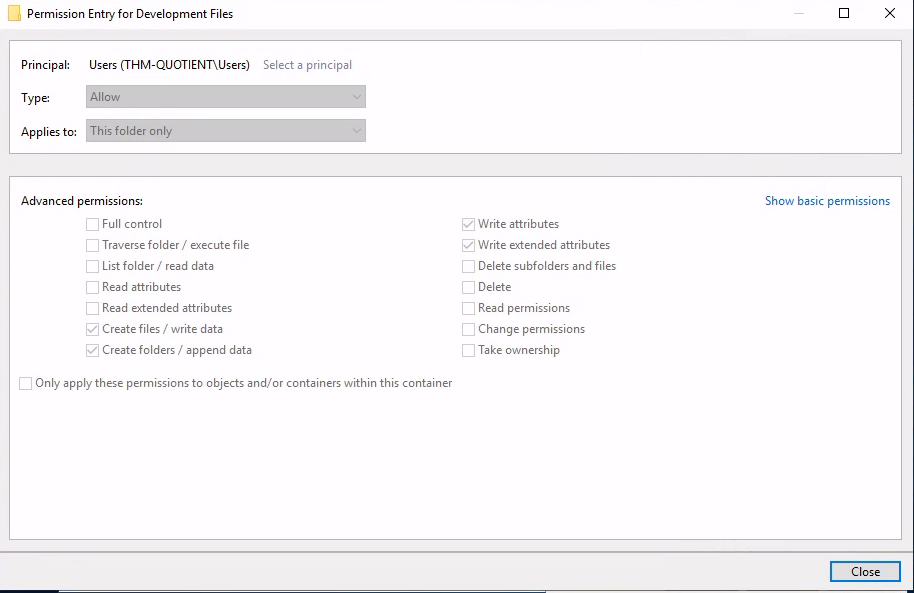 Permission Entry for Development Files
Principal: Users (THM-QUOTIENT\Users) Select a principal
Type: Allow
Applies to: This folder only
Advanced permissions: Show basic permissions
Full control
Traverse folder / execute file
List folder / read data
Read attributes
Read extended attributes
Create files / write data
Create folders / append data
Write attributes
Write extended attributes
Delete subfolders and files
Delete
Read permissions
Change permissions
Take ownership
Only apply these permissions to objects and/or containers within this container
Close